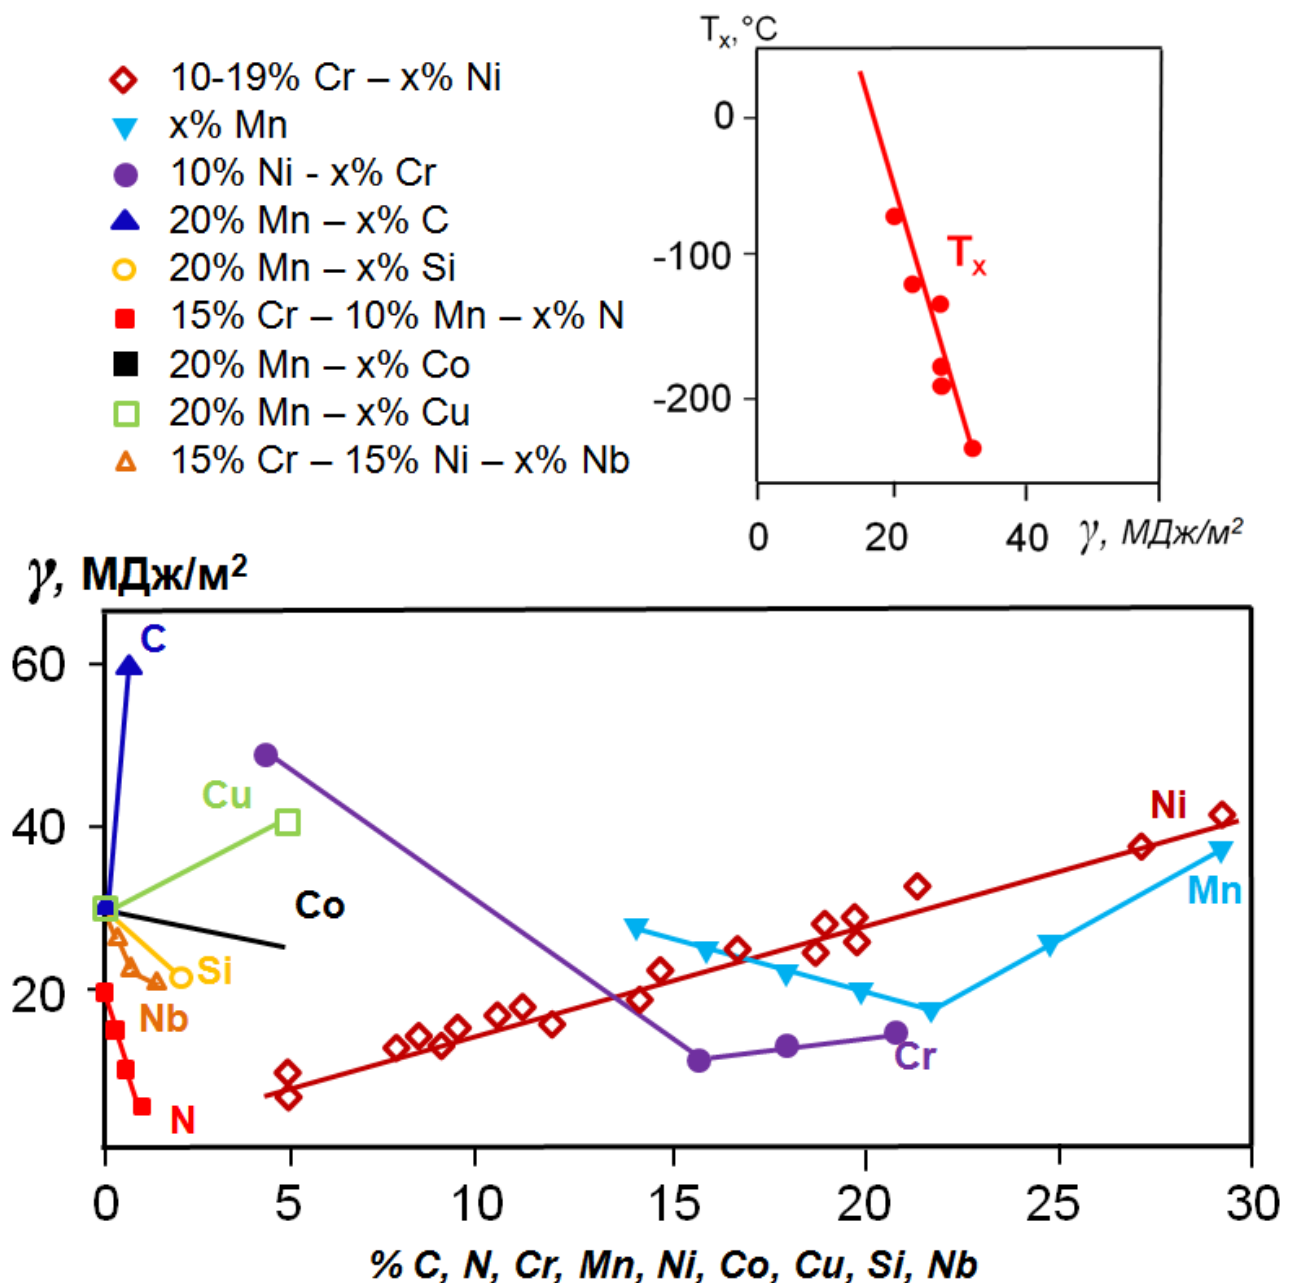 10-19% Cr – x% Ni
x% Mn
10% Ni - x% Cr
20% Mn – x% C
20% Mn – x% Si
15% Cr – 10% Mn – x% N
20% Mn – x% Co
20% Mn – x% Cu
15% Cr – 15% Ni – x% Nb
Tₓ, °C
0
-100
-200
Tₓ
0 20 40 γ, МДж/м²
γ, МДж/м²
60
40
20
C
Cu
Co
Si
Nb
N
Ni
Mn
Cr
0 5 10 15 20 25 30
% C, N, Cr, Mn, Ni, Co, Cu, Si, Nb